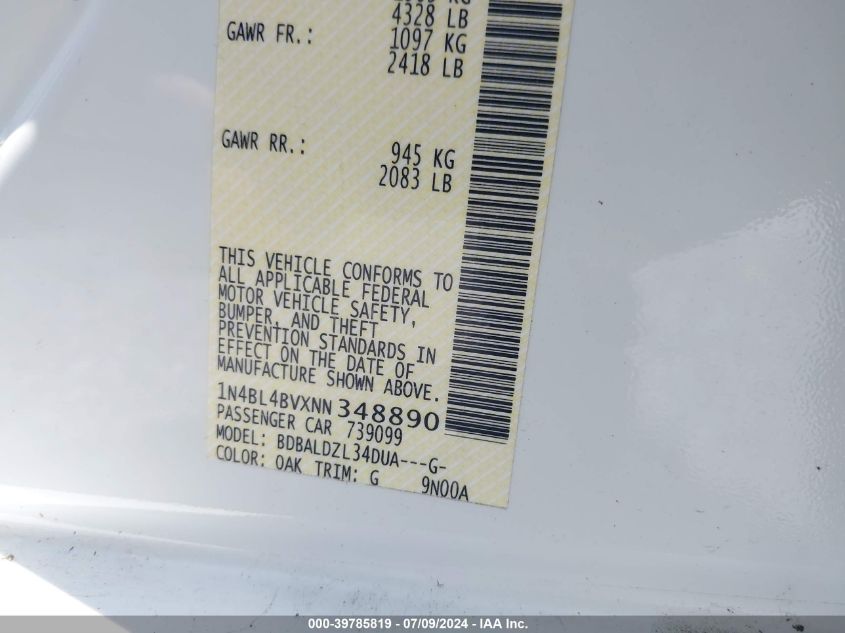 4328 LB
GAWR FR.: 1097 KG
2418 LB
GAWR RR.: 945 KG
2083 LB
THIS VEHICLE CONFORMS TO
ALL APPLICABLE FEDERAL
MOTOR VEHICLE SAFETY,
BUMPER, AND THEFT
PREVENTION STANDARDS IN
EFFECT ON THE DATE OF
MANUFACTURE SHOWN ABOVE.
1N4BL4BVXNN348890
PASSENGER CAR 739099
MODEL: BDBALDZL34DUA---G-
COLOR: OAK TRIM: G 9N00A
000-39785819 - 07/09/2024 - IAA Inc.